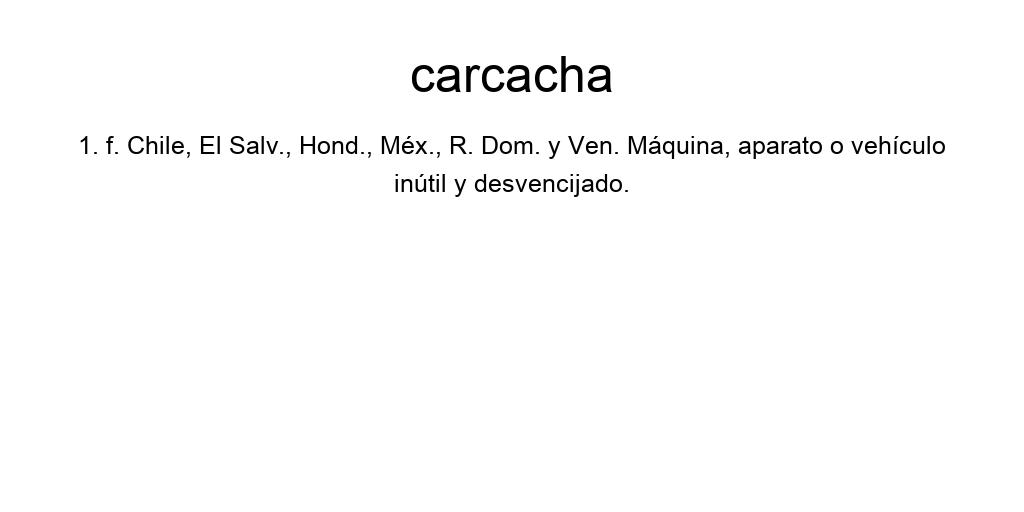 carcacha
1. f. Chile, El Salv., Hond., Méx., R. Dom. y Ven. Máquina, aparato o vehículo
inútil y desvencijado.